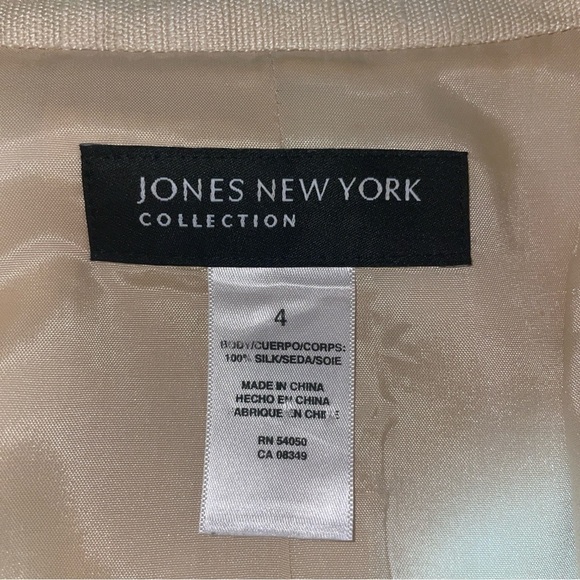 JONES NEW YORK
COLLECTION
4
BODY/CUERPO/CORPS:
100% SILK/SEDA/SOIE
MADE IN CHINA
HECHO EN CHINA
FABRIQUE EN CHINE
RN 54050
CA 08349